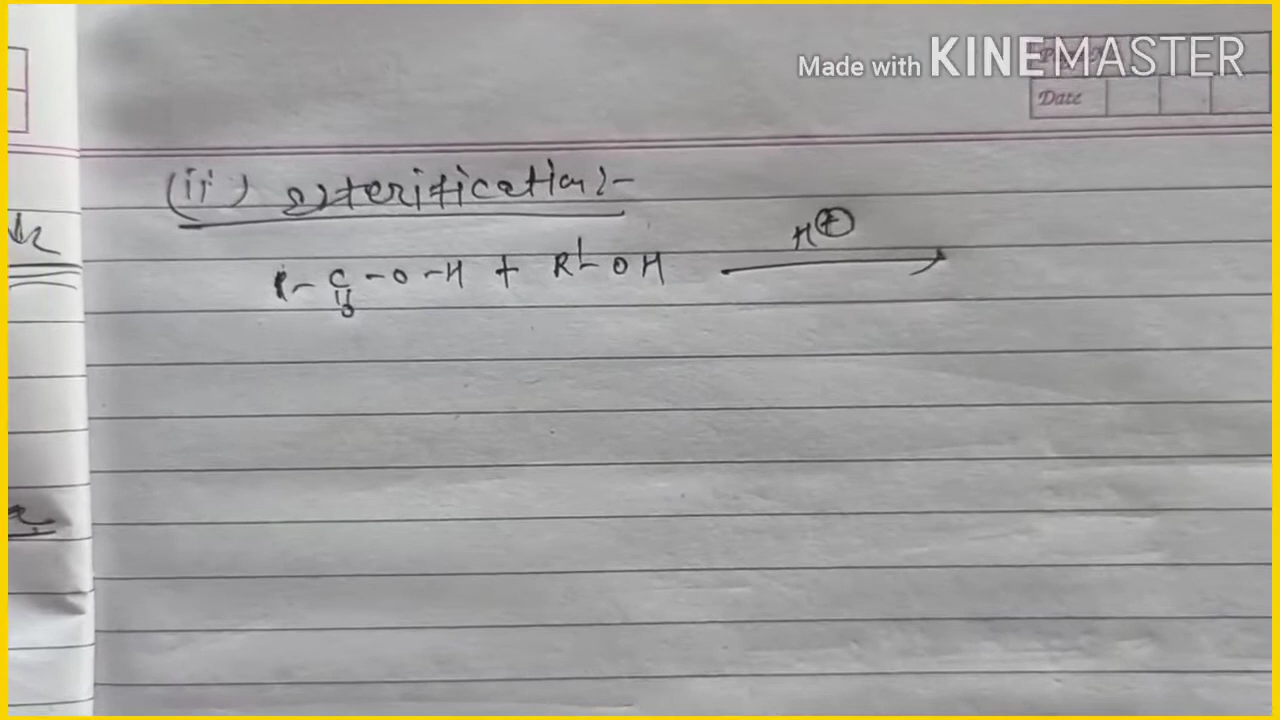 Made with KINEMASTER
Date
(ii) esterification:-
R-C-O-H + R'-OH H⊕ →
O